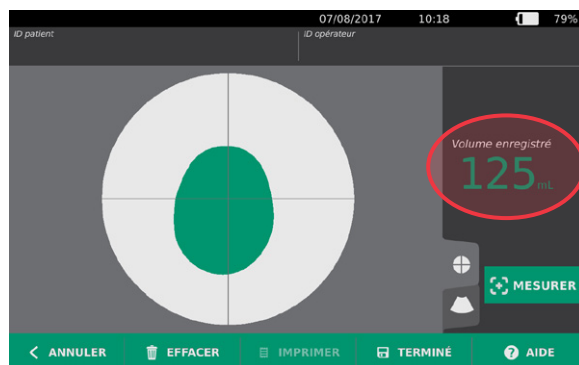 07/08/2017 10:18 79%
ID patient ID opérateur
Volume enregistré
125 mL
MESURER
ANNULER EFFACER IMPRIMER TERMINÉ ? AIDE